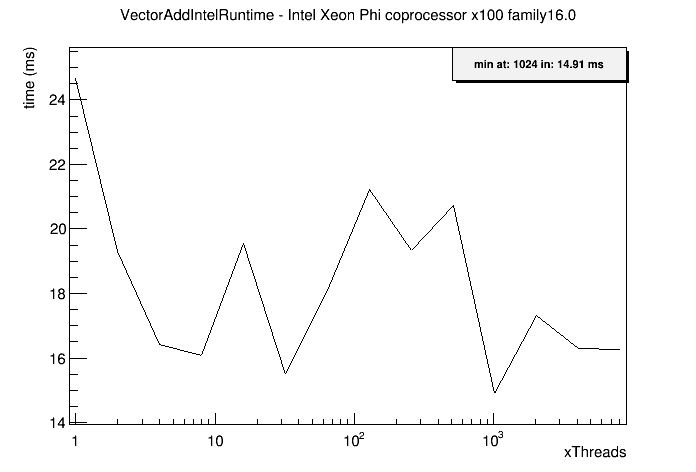 VectorAddIntelRuntime - Intel Xeon Phi coprocessor x100 family16.0
time (ms)
min at: 1024 in: 14.91 ms
24
22
20
18
16
14
1
10
10²
10³
xThreads